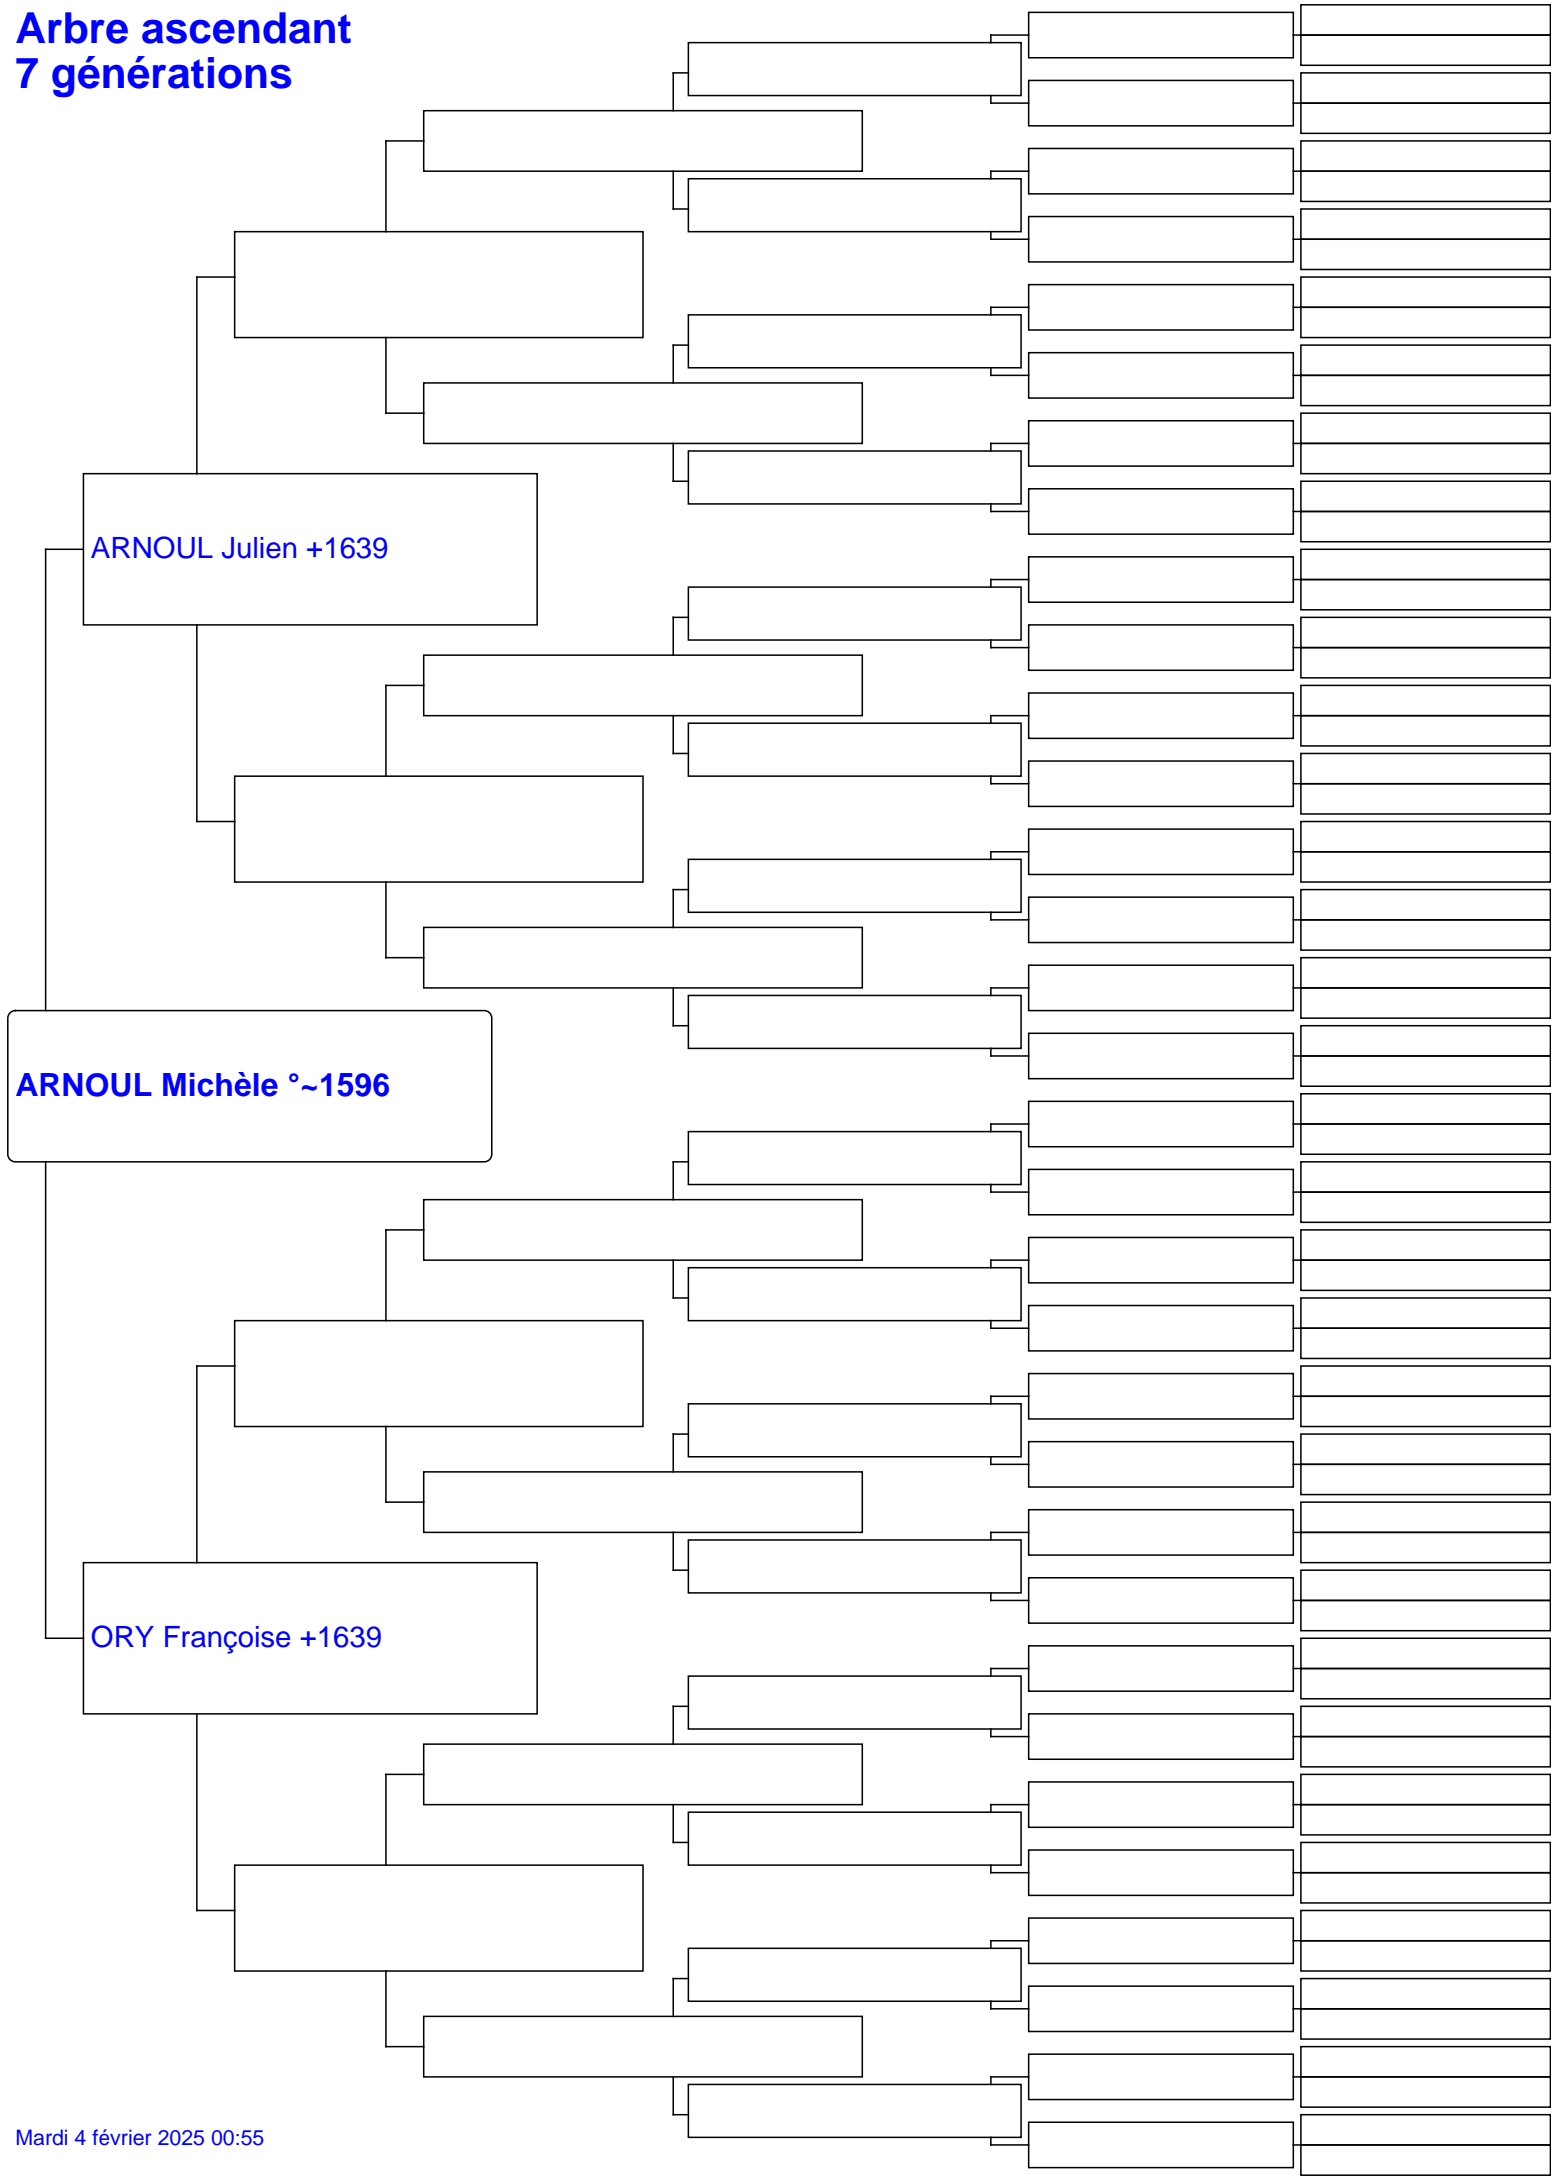 Arbre ascendant
7 générations
ARNOUL Julien +1639
ARNOUL Michèle °~1596
ORY Françoise +1639
Mardi 4 février 2025 00:55